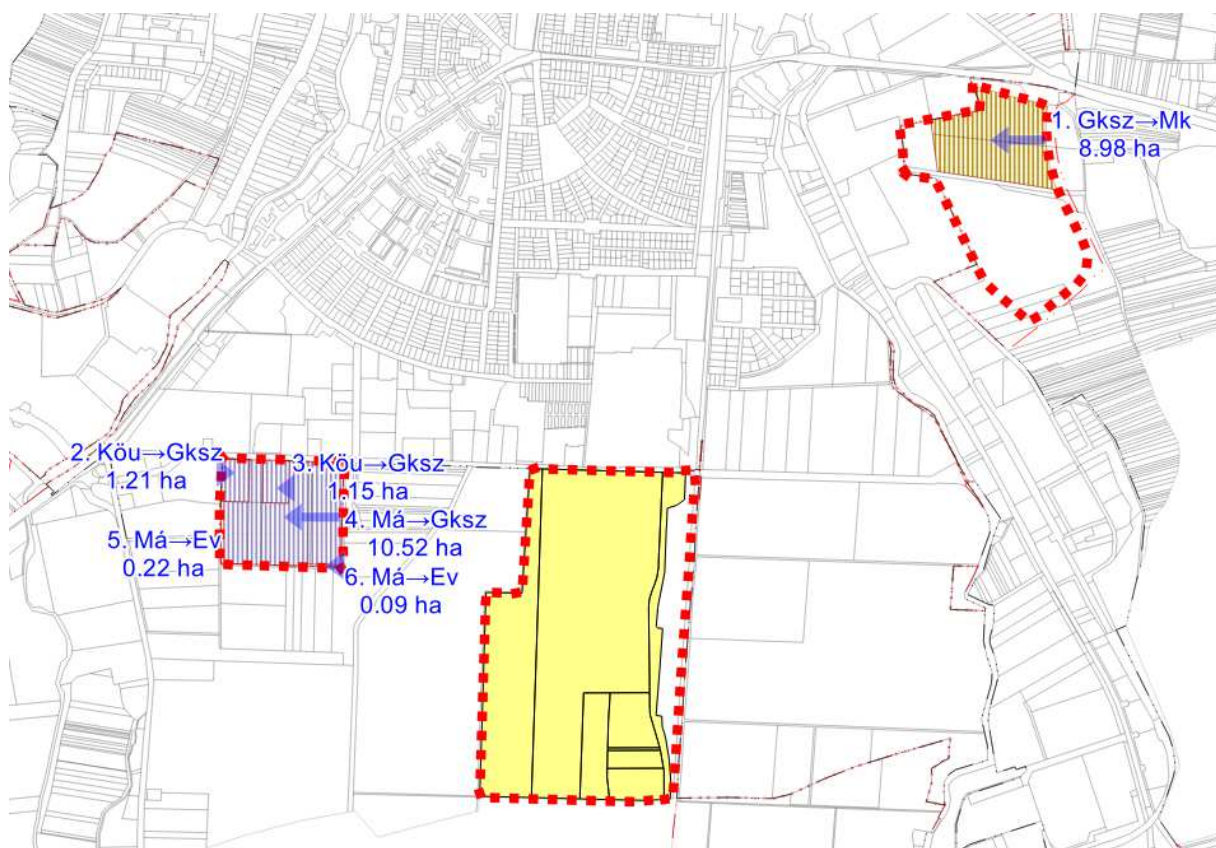 1. Gksz→Mk
8.98 ha
2. Köu→Gksz
1.21 ha
3. Köu→Gksz
1.15 ha
4. Má→Gksz
10.52 ha
5. Má→Ev
0.22 ha
6. Má→Ev
0.09 ha